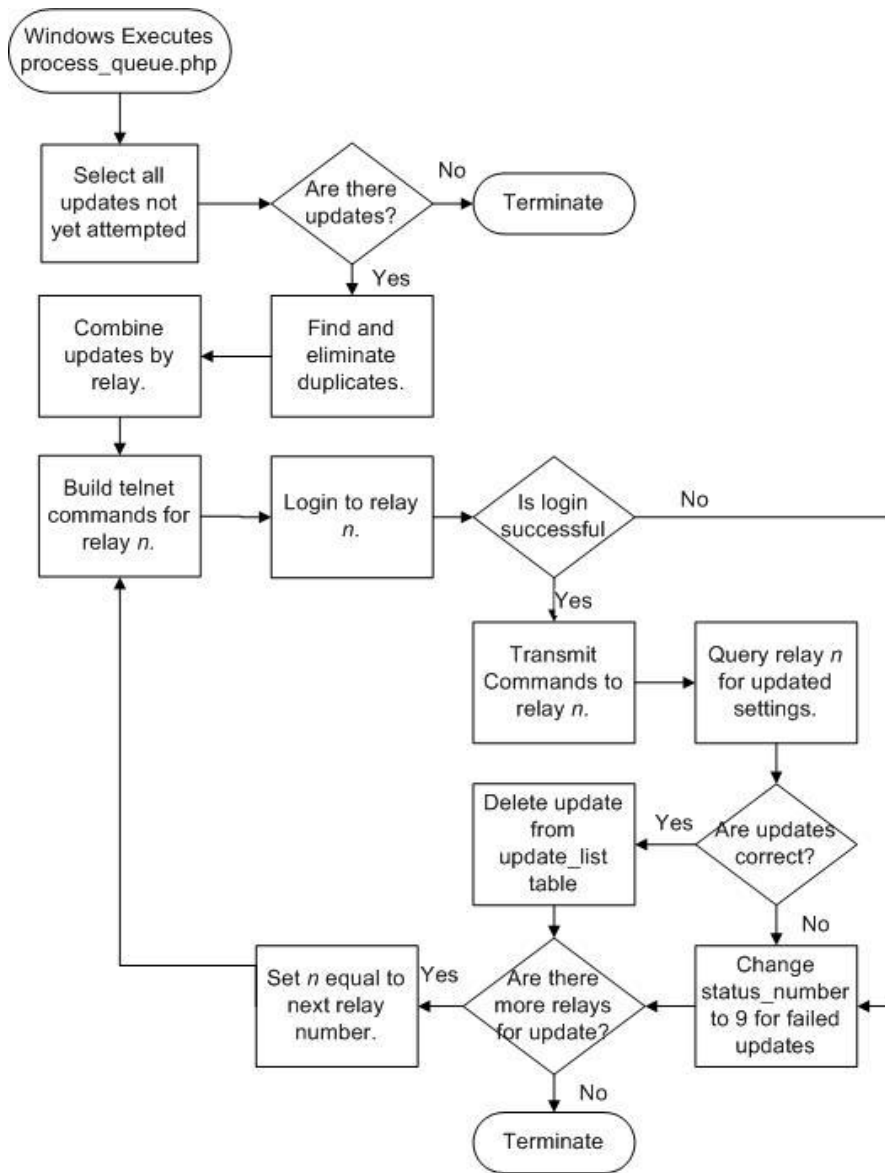 Windows Executes
process_queue.php
Select all
updates not
yet attempted
Are there
updates?
No
Terminate
Yes
Combine
updates by
relay.
Find and
eliminate
duplicates.
Build telnet
commands for
relay n.
Login to relay
n.
Is login
successful
No
Yes
Transmit
Commands to
relay n.
Query relay n
for updated
settings.
Delete update
from
update_list
table
Yes
Are updates
correct?
No
Set n equal to
next relay
number.
Yes
Are there
more relays
for update?
Change
status_number
to 9 for failed
updates
No
Terminate